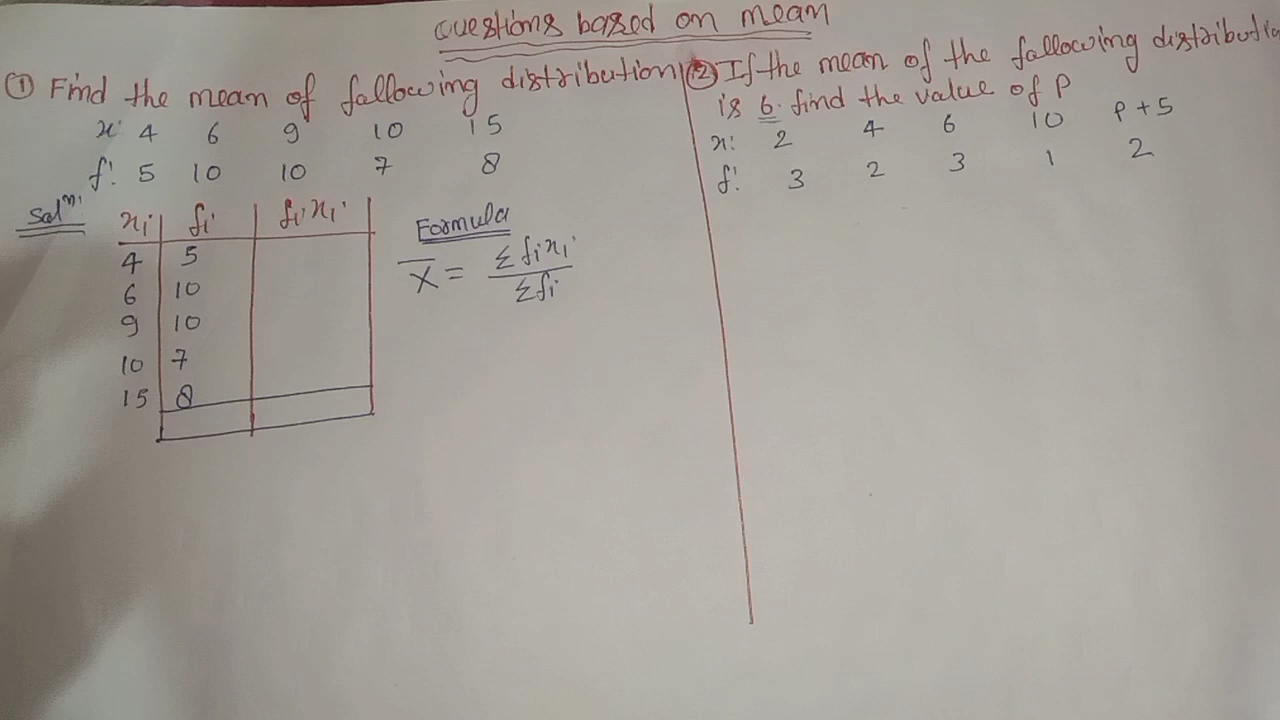 Questions based on mean
① Find the mean of fallowing distribution
x: 4 6 9 10 15
f: 5 10 10 7 8
Solⁿ:
xi fi fixi
4 5
6 10
9 10
10 7
15 8
Formula
X̄ = Σfixi / Σfi
② If the mean of the fallowing distributio
is 6. find the value of P
x: 2 4 6 10 P+5
f: 3 2 3 1 2